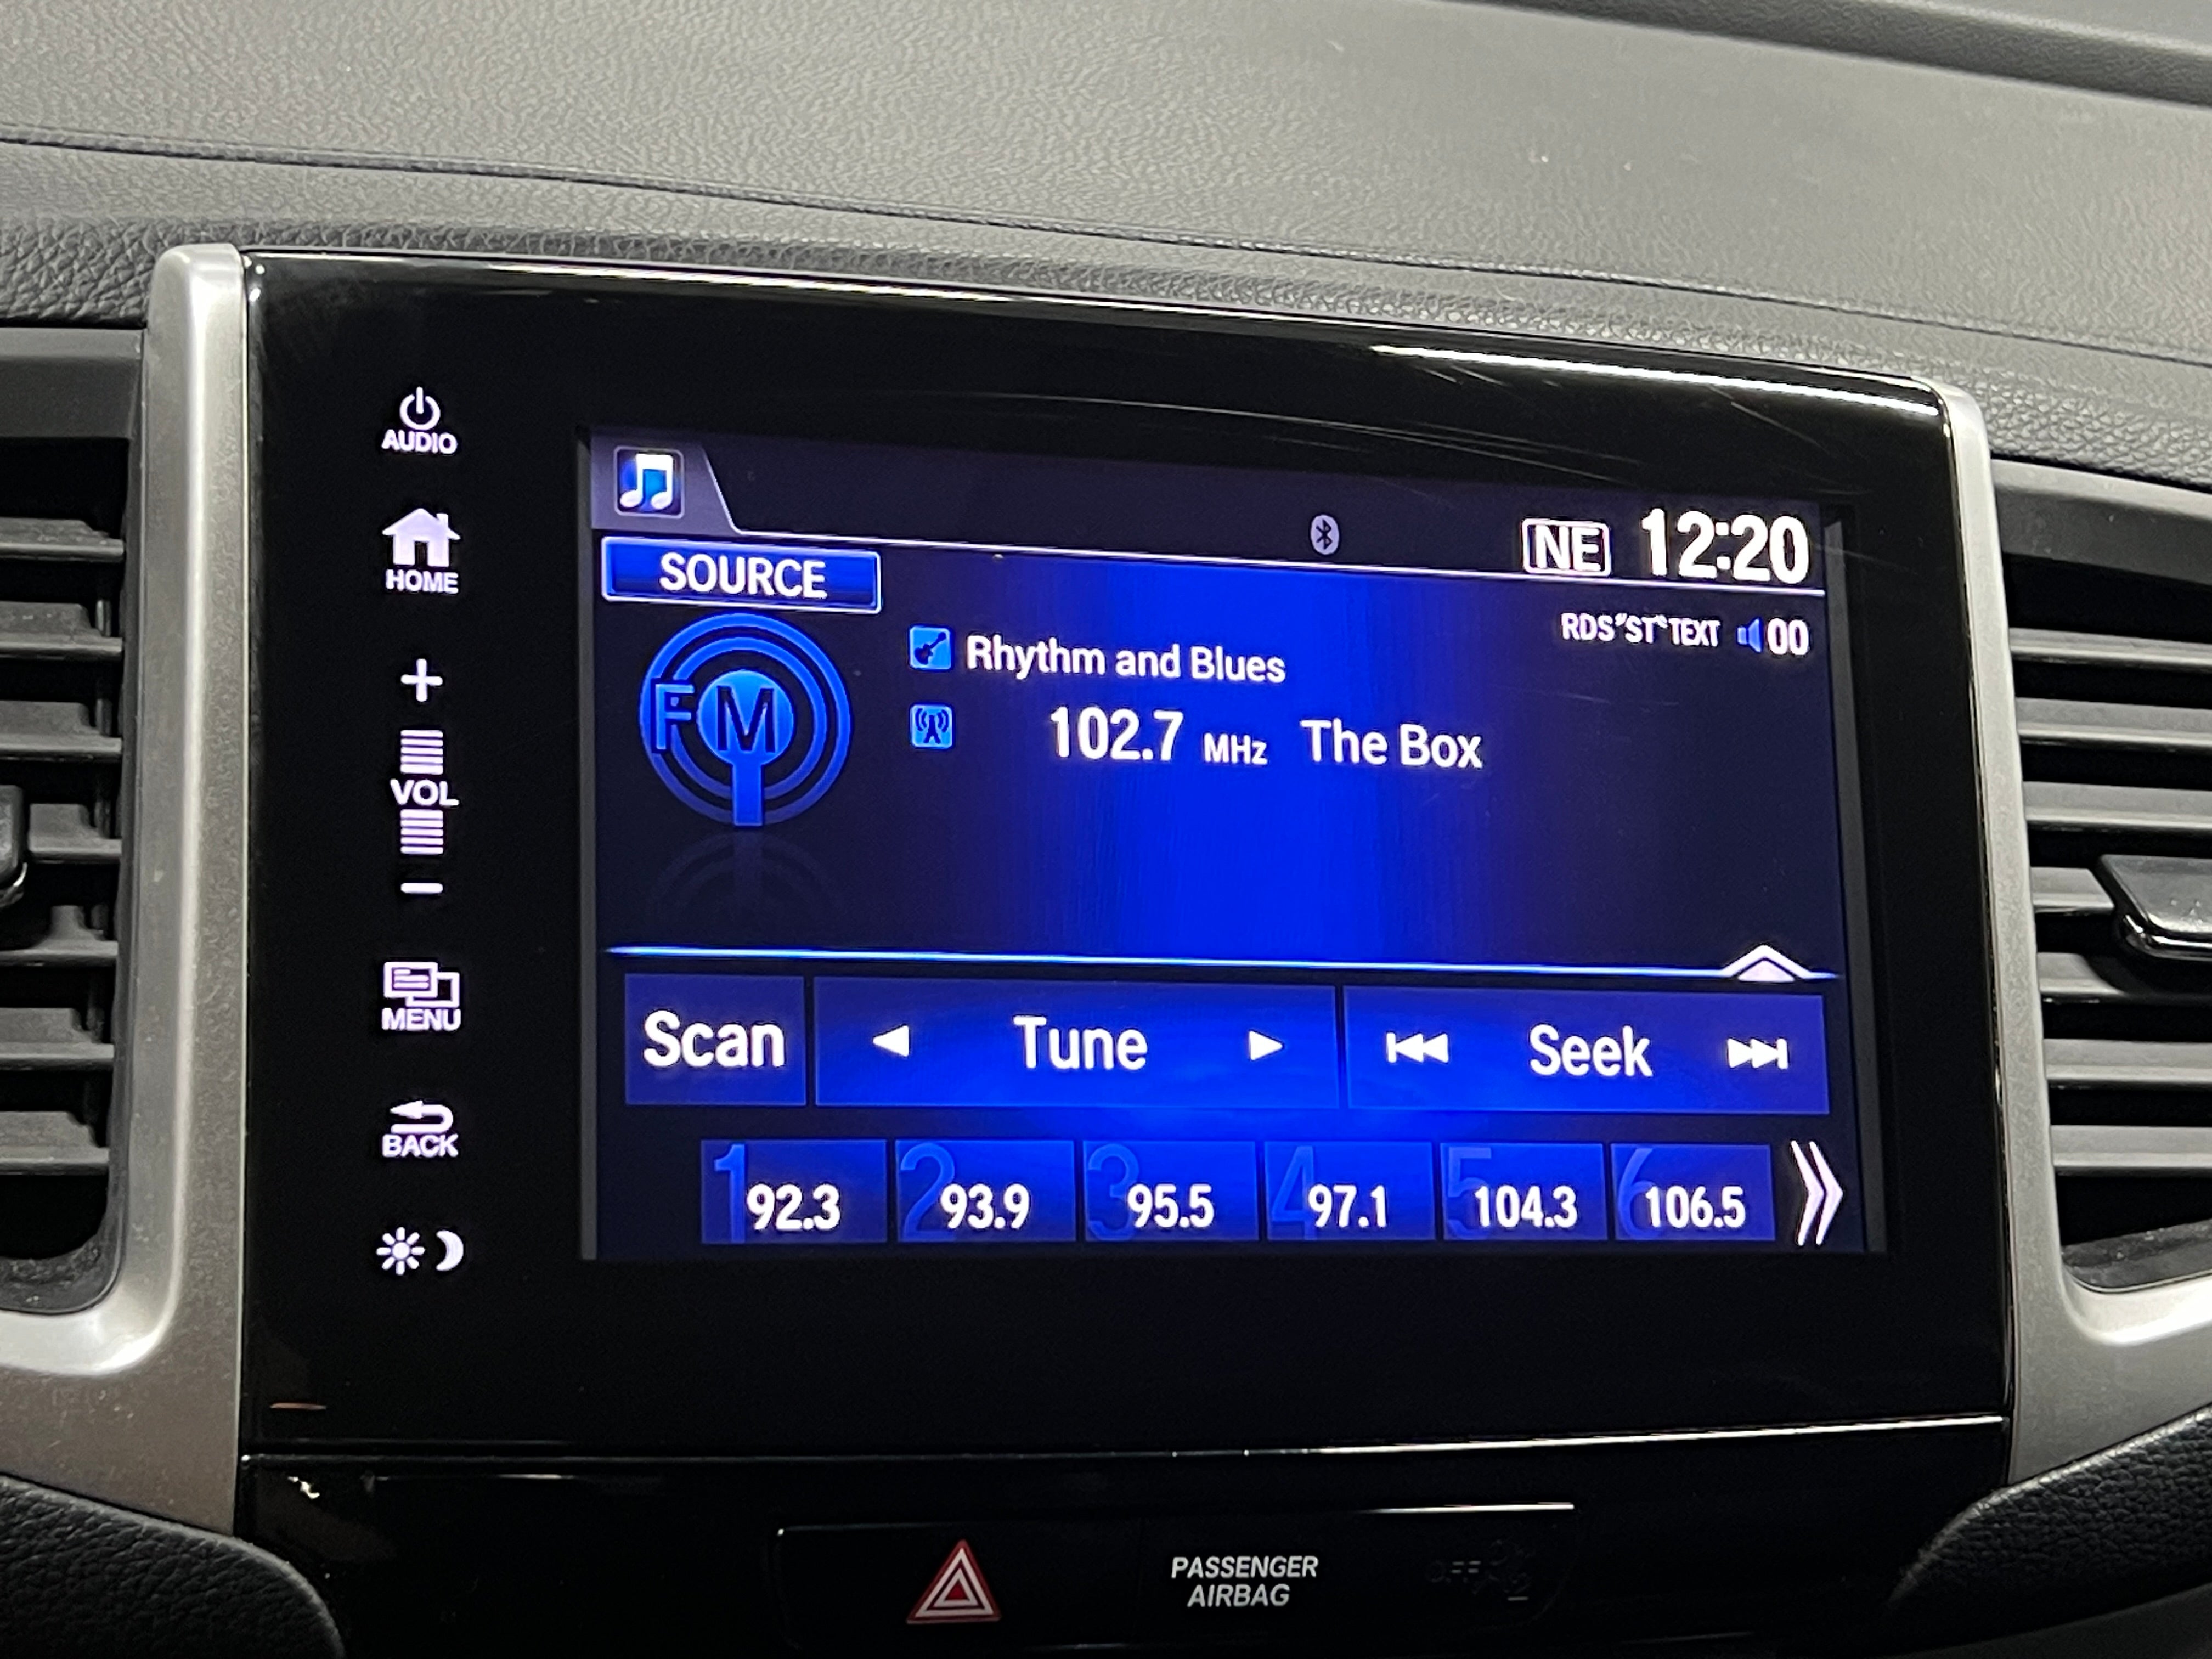 AUDIO
HOME
+
VOL
-
MENU
BACK
NE 12:20
SOURCE
RDS "ST" TEXT 00
FM
Rhythm and Blues
102.7 MHz The Box
Scan
Tune
Seek
1 92.3
2 93.9
3 95.5
4 97.1
5 104.3
6 106.5
PASSENGER
AIRBAG
OFF